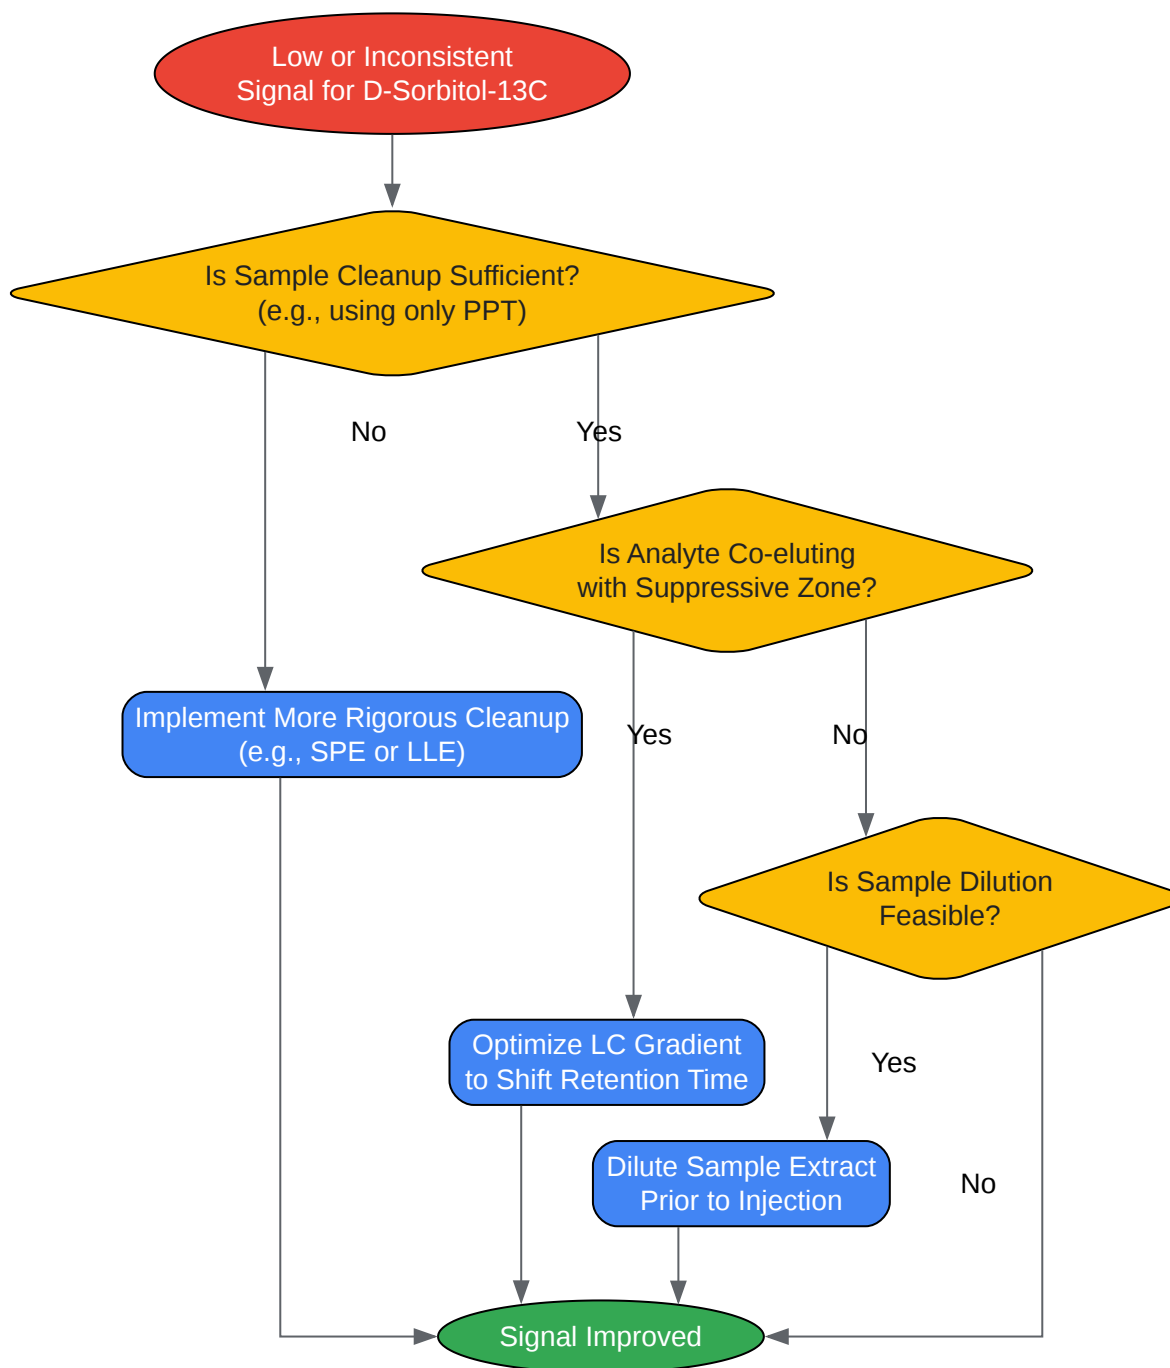 Low or Inconsistent
Signal for D-Sorbitol-13C
Is Sample Cleanup Sufficient?
(e.g., using only PPT)
No
Yes
Is Analyte Co-eluting
with Suppressive Zone?
Implement More Rigorous Cleanup
(e.g., SPE or LLE)
Yes
No
Is Sample Dilution
Feasible?
Optimize LC Gradient
to Shift Retention Time
Yes
Dilute Sample Extract
Prior to Injection
No
Signal Improved